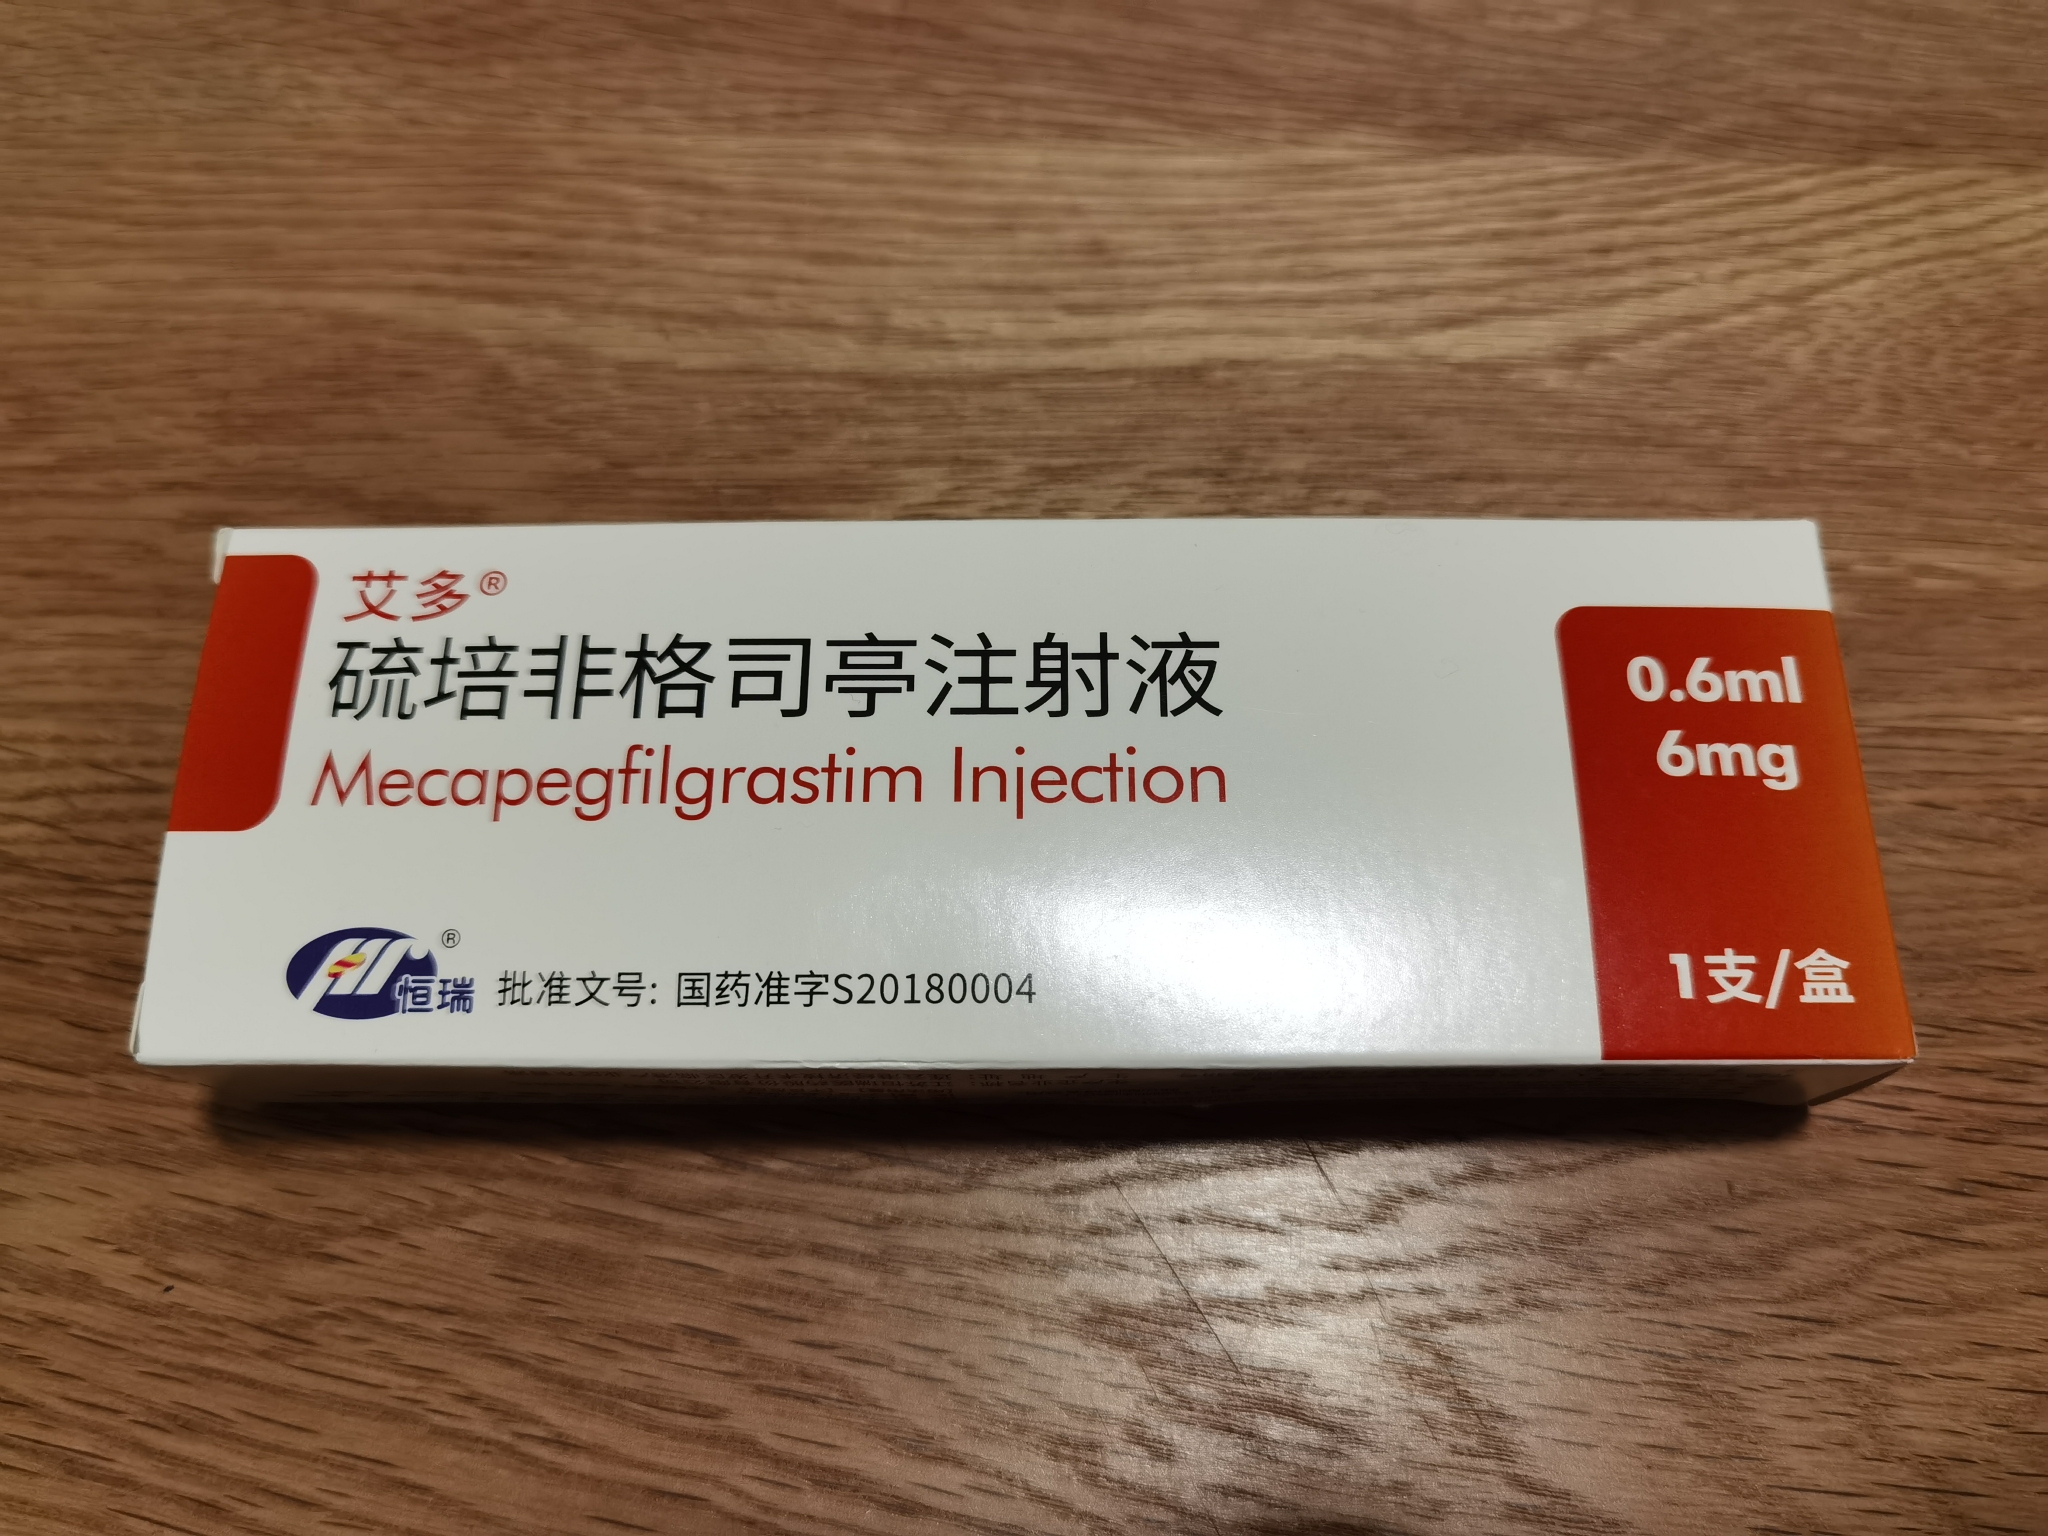 艾多®
硫培非格司亭注射液
Mecapegfilgrastim Injection
0.6ml
6mg
恒瑞®
批准文号: 国药准字S20180004
1支/盒